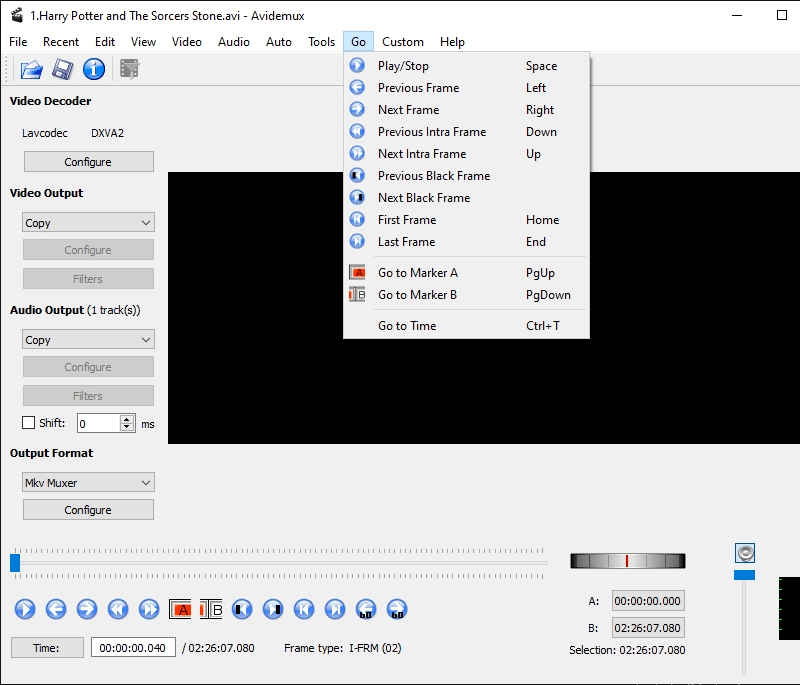 1.Harry Potter and The Sorcers Stone.avi - Avidemux
File Recent Edit View Video Audio Auto Tools Go Custom Help
Play/Stop Space
Previous Frame Left
Next Frame Right
Previous Intra Frame Down
Next Intra Frame Up
Previous Black Frame
Next Black Frame
First Frame Home
Last Frame End
Go to Marker A PgUp
Go to Marker B PgDown
Go to Time Ctrl+T
Video Decoder
Lavcodec DXVA2
Configure
Video Output
Copy
Configure
Filters
Audio Output (1 track(s))
Copy
Configure
Filters
Shift: 0 ms
Output Format
Mkv Muxer
Configure
A B 60 60
A: 00:00:00.000
B: 02:26:07.080
Selection: 02:26:07.080
Time: 00:00:00.040 / 02:26:07.080 Frame type: I-FRM (02)